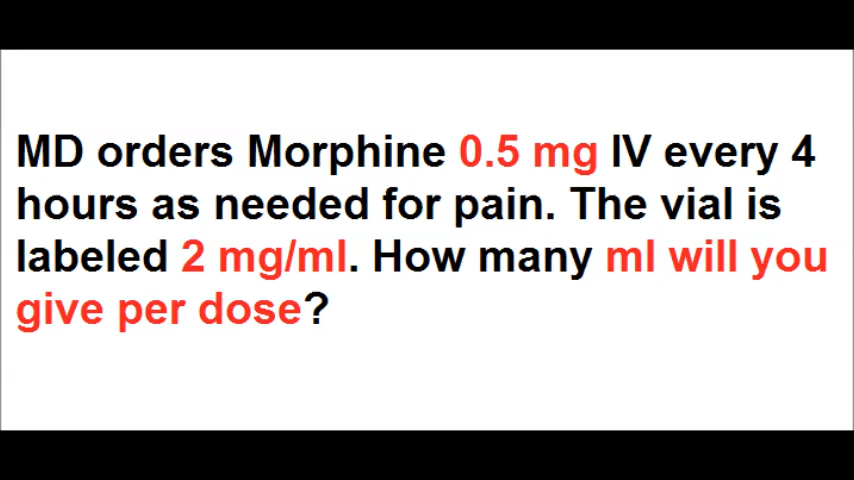 MD orders Morphine 0.5 mg IV every 4
hours as needed for pain. The vial is
labeled 2 mg/ml. How many ml will you
give per dose?